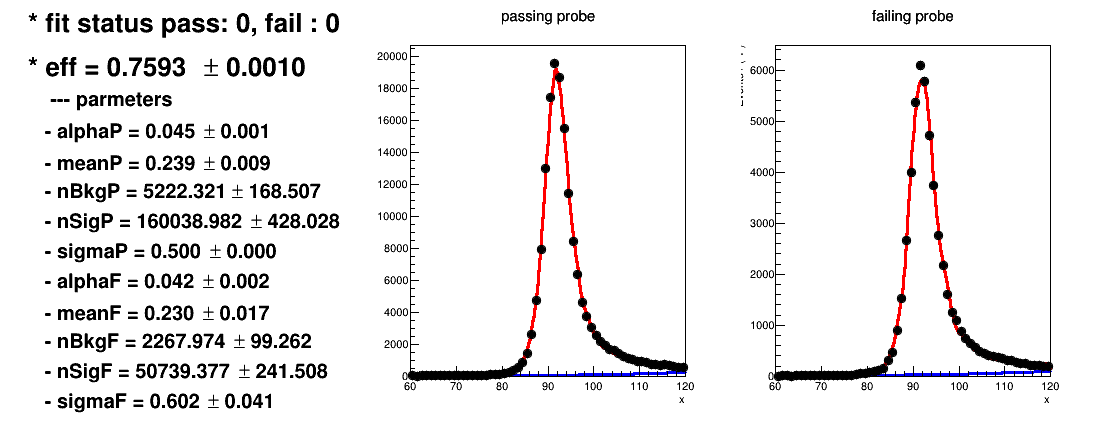 * fit status pass: 0, fail : 0
* eff = 0.7593 ± 0.0010
--- parmeters
- alphaP = 0.045 ± 0.001
- meanP = 0.239 ± 0.009
- nBkgP = 5222.321 ± 168.507
- nSigP = 160038.982 ± 428.028
- sigmaP = 0.500 ± 0.000
- alphaF = 0.042 ± 0.002
- meanF = 0.230 ± 0.017
- nBkgF = 2267.974 ± 99.262
- nSigF = 50739.377 ± 241.508
- sigmaF = 0.602 ± 0.041
passing probe
20000
18000
16000
14000
12000
10000
8000
6000
4000
2000
0
60 70 80 90 100 110 120
x
failing probe
6000
5000
4000
3000
2000
1000
0
60 70 80 90 100 110 120
x